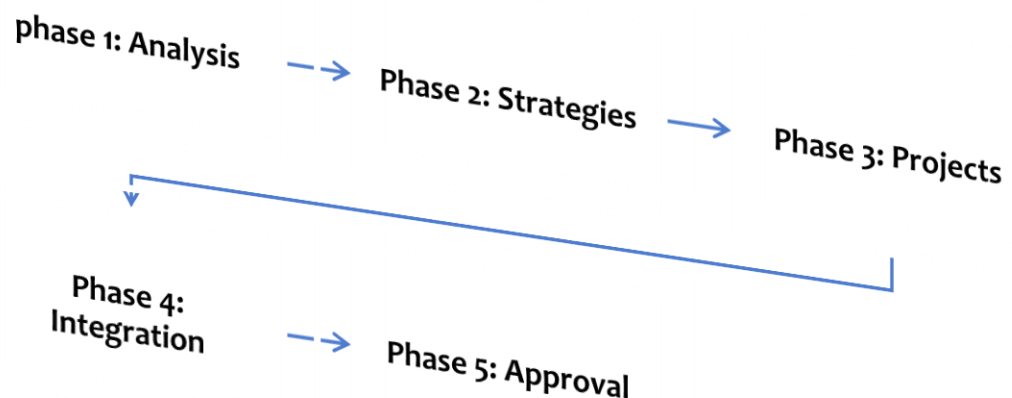 phase 1: Analysis
Phase 2: Strategies
Phase 3: Projects
Phase 4:
Integration
Phase 5: Approval